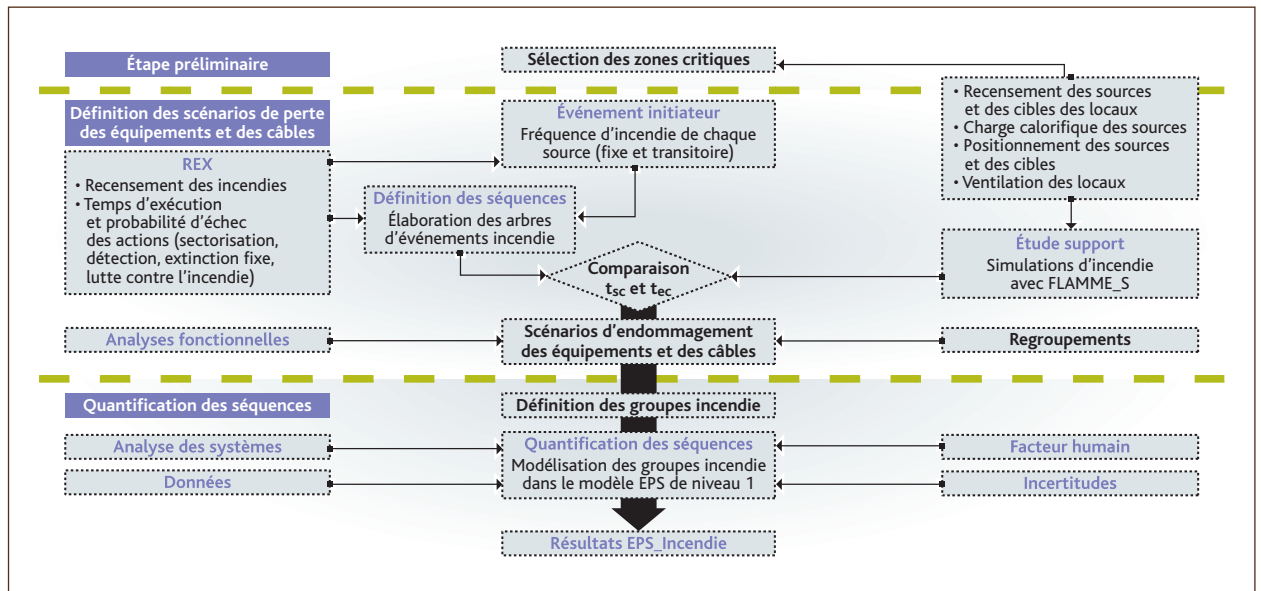 Étape préliminaire
Sélection des zones critiques
• Recensement des sources
et des cibles des locaux
• Charge calorifique des sources
• Positionnement des sources
et des cibles
• Ventilation des locaux
Définition des scénarios de perte
des équipements et des câbles
Événement initiateur
Fréquence d'incendie de chaque
source (fixe et transitoire)
REX
• Recensement des incendies
• Temps d'exécution
et probabilité d'échec
des actions (sectorisation,
détection, extinction fixe,
lutte contre l'incendie)
Définition des séquences
Élaboration des arbres
d'événements incendie
Étude support
Simulations d'incendie
avec FLAMME_S
Comparaison
tsc et tec
Analyses fonctionnelles
Scénarios d'endommagement
des équipements et des câbles
Regroupements
Quantification des séquences
Définition des groupes incendie
Analyse des systèmes
Données
Quantification des séquences
Modélisation des groupes incendie
dans le modèle EPS de niveau 1
Facteur humain
Incertitudes
Résultats EPS_Incendie